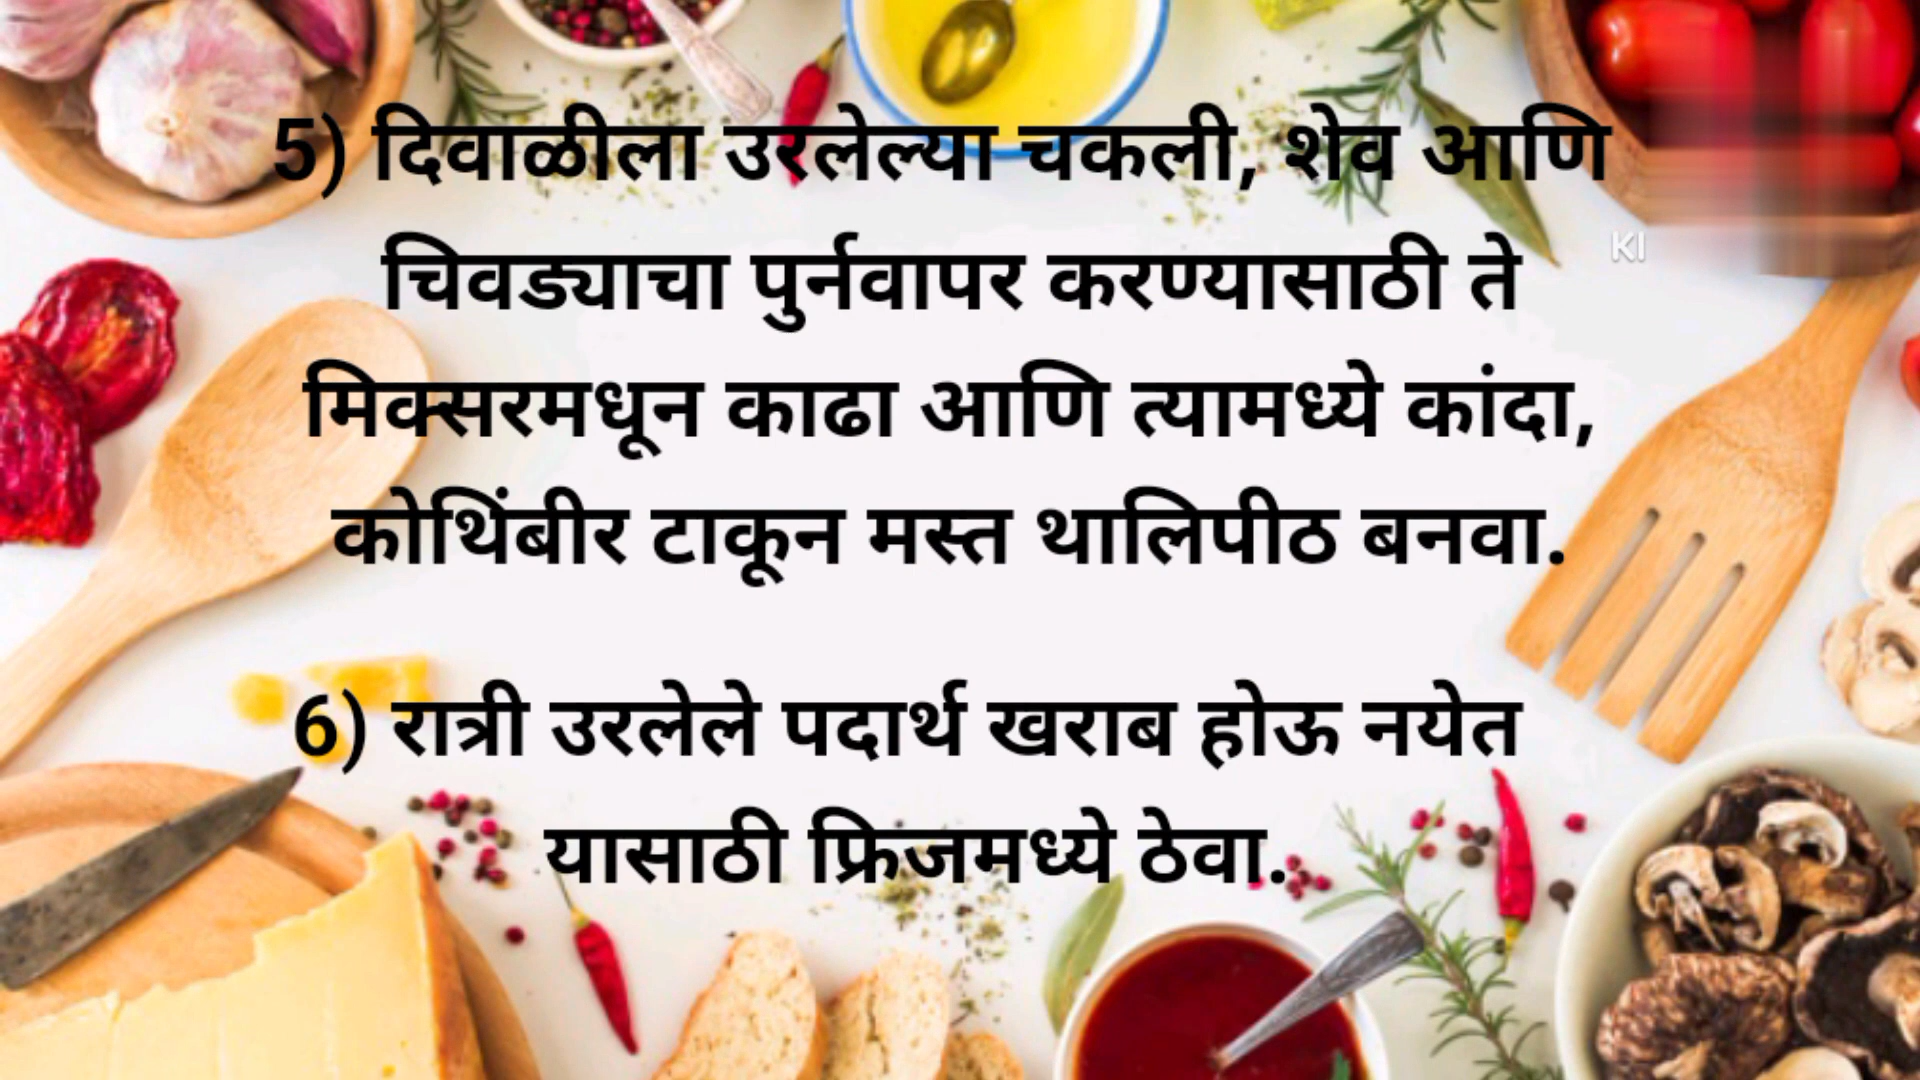 5) दिवाळीला उरलेल्या चकली, शेव आणि
चिवड्याचा पुर्नवापर करण्यासाठी ते
मिक्सरमधून काढा आणि त्यामध्ये कांदा,
कोथिंबीर टाकून मस्त थालिपीठ बनवा.
6) रात्री उरलेले पदार्थ खराब होऊ नयेत
यासाठी फ्रिजमध्ये ठेवा.
KI